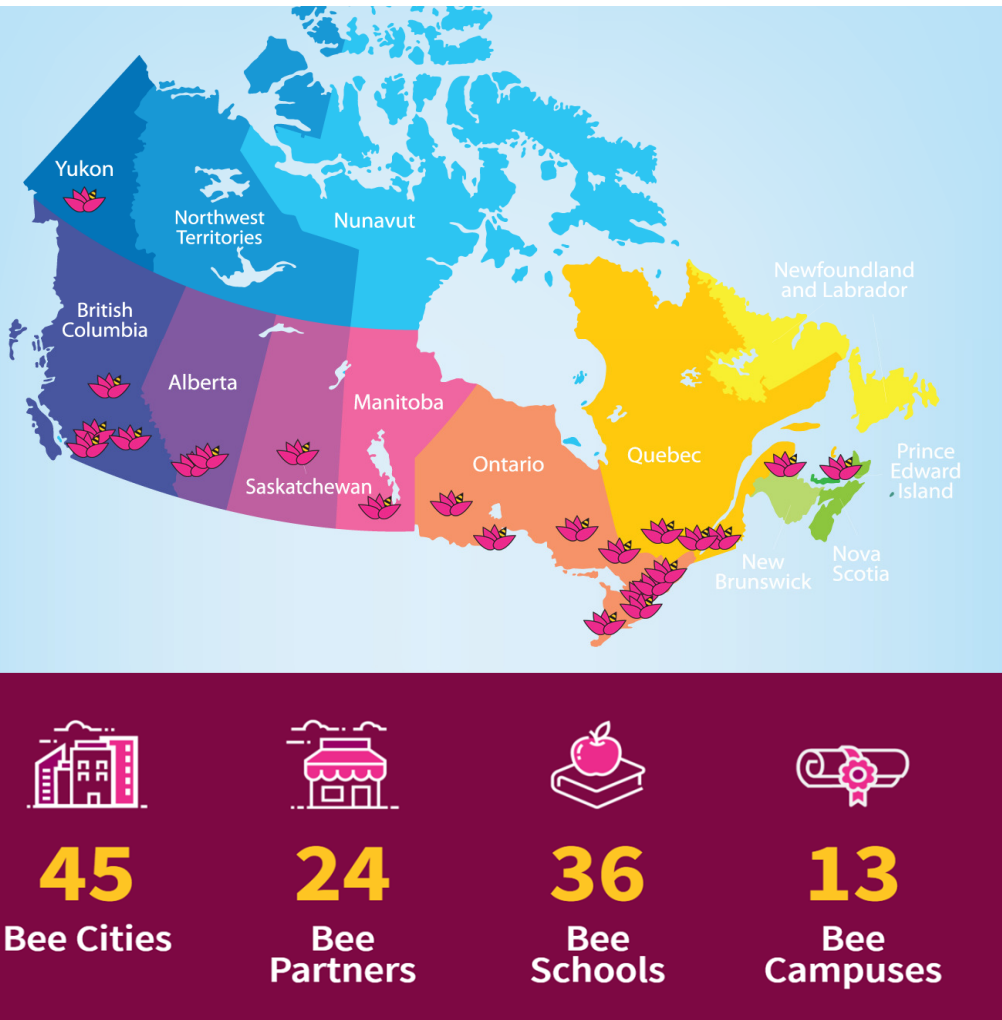 Yukon
Northwest
Territories
Nunavut
Newfoundland
and Labrador
British
Columbia
Alberta
Manitoba
Saskatchewan
Ontario
Quebec
Prince
Edward
Island
New
Brunswick
Nova
Scotia
45
Bee Cities
24
Bee
Partners
36
Bee
Schools
13
Bee
Campuses